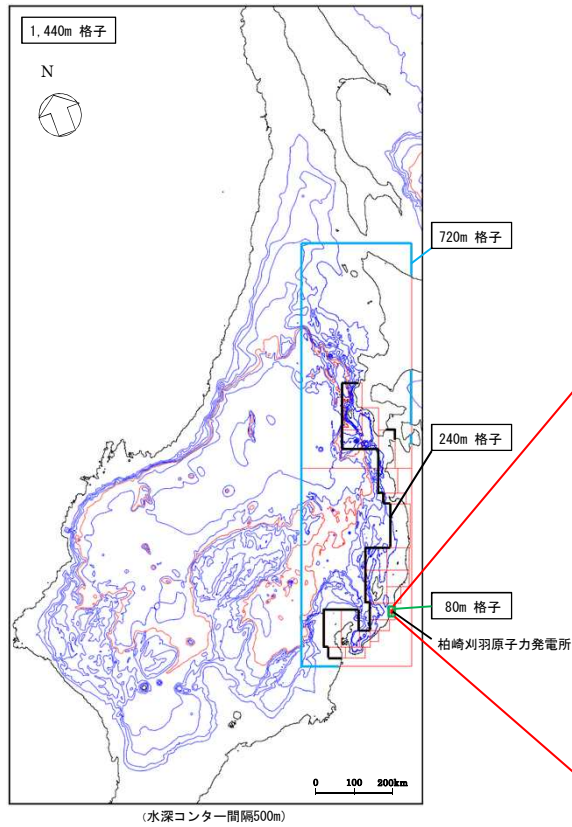 1,440m 格子
N
720m 格子
240m 格子
80m 格子
柏崎刈羽原子力発電所
0 100 200km
(水深コンター間隔500m)